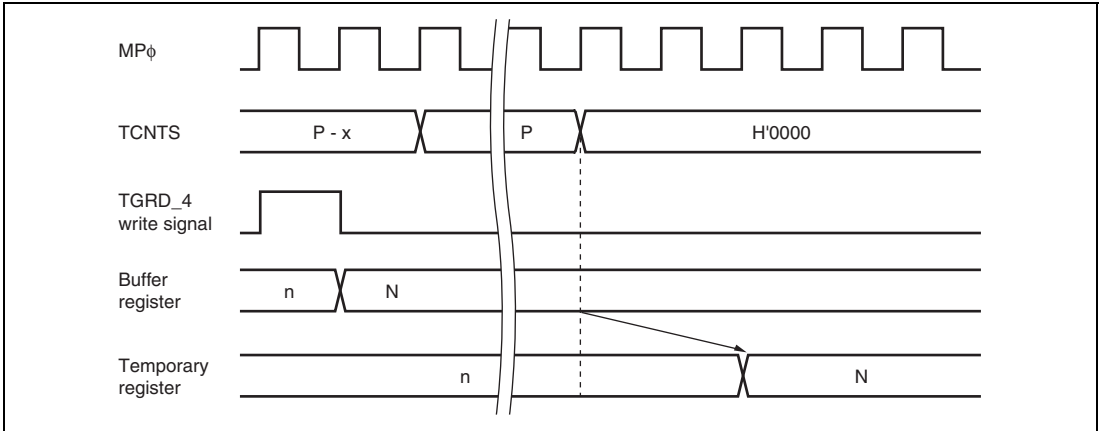 MPφ
TCNTS
P - x
P
H'0000
TGRD_4
write signal
Buffer
register
n
N
Temporary
register
n
N